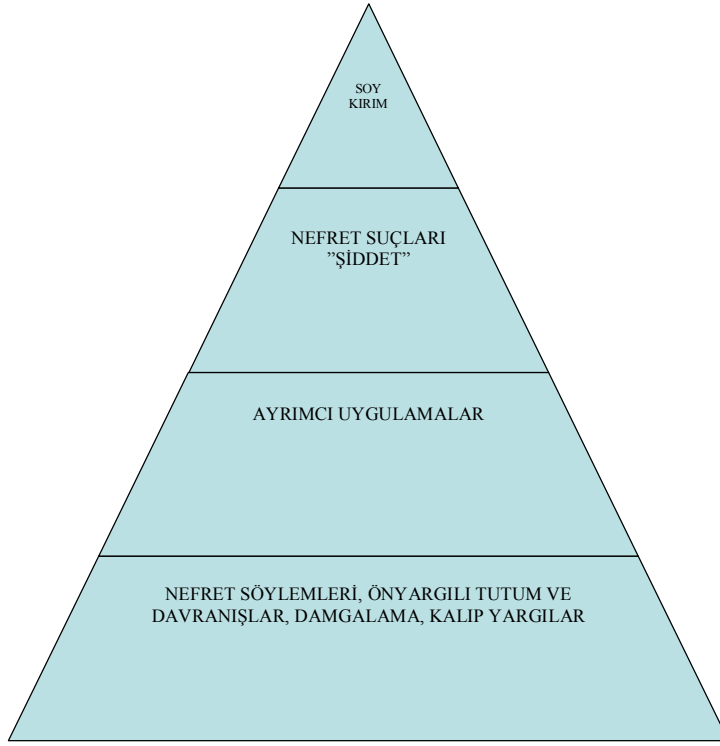 SOY
KIRIM
NEFRET SUÇLARI
”ŞİDDET”
AYRIMCI UYGULAMALAR
NEFRET SÖYLEMLERİ, ÖNYARGILI TUTUM VE
DAVRANIŞLAR, DAMGALAMA, KALIP YARGILAR